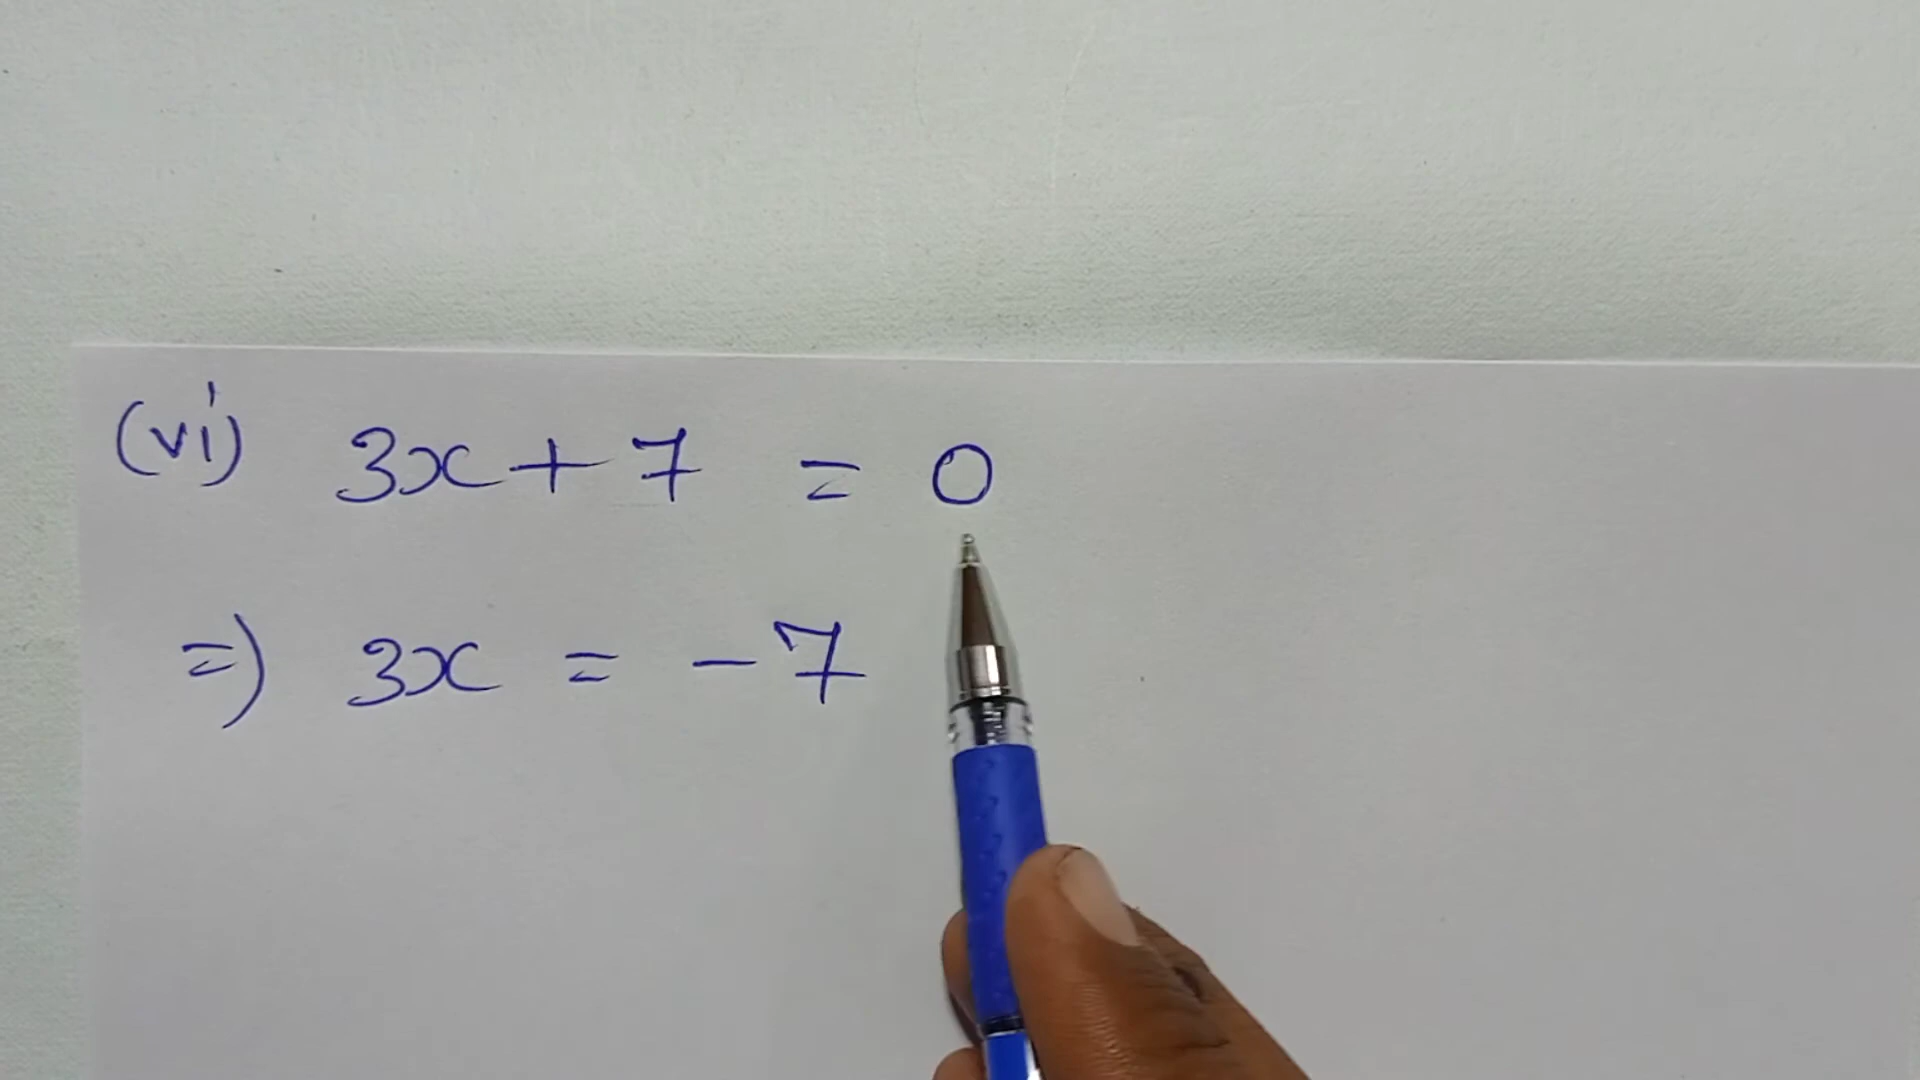 (vi) 3x + 7 = 0
=) 3x = - 7